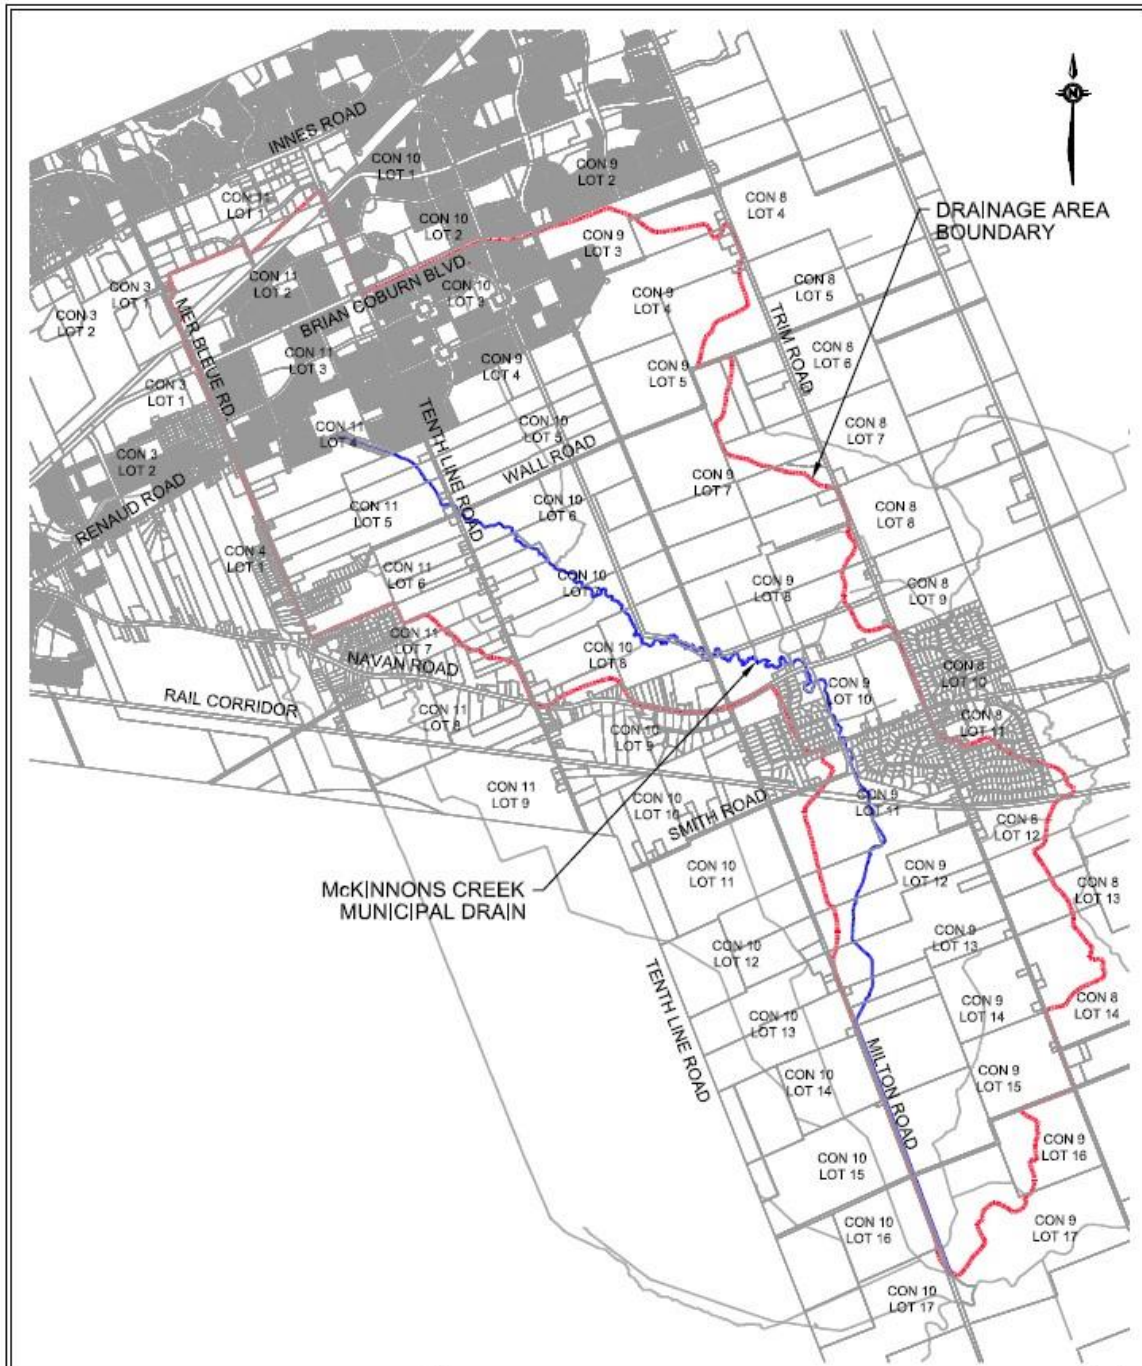 INNES ROAD
N
CON 10
LOT 1
CON 9
LOT 2
CON 11
LOT 1
CON 8
LOT 4
DRAINAGE AREA
BOUNDARY
CON 10
LOT 2
CON 9
LOT 3
CON 11
LOT 2
CON 3
LOT 1
CON 8
LOT 5
CON 3
LOT 2
CON 10
LOT 3
CON 9
LOT 4
BRIAN COBURN BLVD.
MER BLEUE RD.
TRIM ROAD
CON 11
LOT 3
CON 9
LOT 4
CON 8
LOT 6
CON 9
LOT 5
CON 3
LOT 1
TENTH LINE ROAD
CON 11
LOT 4
CON 10
LOT 5
CON 8
LOT 7
WALL ROAD
CON 3
LOT 2
CON 9
LOT 7
RENAUD ROAD
CON 11
LOT 5
CON 10
LOT 6
CON 8
LOT 8
CON 4
LOT 1
CON 11
LOT 6
CON 10
CON 9
LOT 8
CON 8
LOT 9
CON 11
LOT 7
CON 10
LOT 8
NAVAN ROAD
CON 8
LOT 10
CON 9
LOT 10
RAIL CORRIDOR
CON 11
LOT 8
CON 8
LOT 11
CON 10
LOT 9
CON 11
LOT 9
CON 10
LOT 10
SMITH ROAD
CON 9
LOT 11
CON 8
LOT 12
McKINNONS CREEK
MUNICIPAL DRAIN
CON 10
LOT 11
CON 9
LOT 12
CON 8
LOT 13
CON 10
LOT 12
CON 9
LOT 13
TENTH LINE ROAD
CON 10
LOT 13
CON 9
LOT 14
CON 8
LOT 14
MILTON ROAD
CON 10
LOT 14
CON 9
LOT 15
CON 10
LOT 15
CON 9
LOT 16
CON 10
LOT 16
CON 9
LOT 17
CON 10
LOT 17